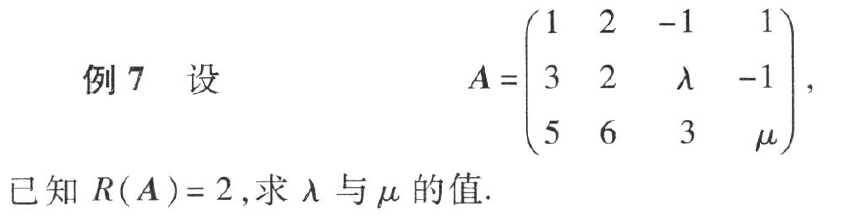 例 7 设 A = ( 1 2 -1 1
3 2 λ -1
5 6 3 μ ) ,
已知 R(A) = 2,求 λ 与 μ 的值.